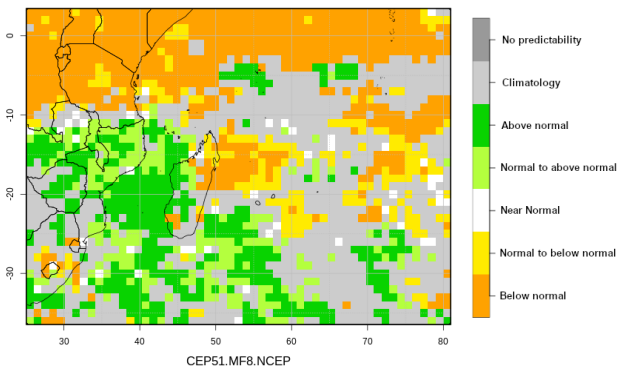 0
-10
-20
-30
30
40
50
60
70
80
CEP51.MF8.NCEP
No predictability
Climatology
Above normal
Normal to above normal
Near Normal
Normal to below normal
Below normal